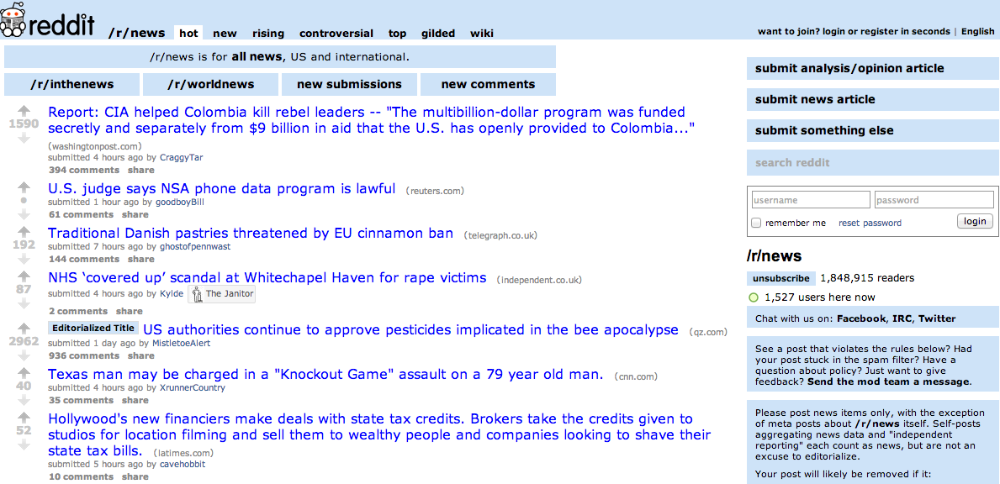 reddit /r/news hot new rising controversial top gilded wiki
want to join? login or register in seconds | English
/r/news is for all news, US and international.
/r/inthenews /r/worldnews new submissions new comments
1590
Report: CIA helped Colombia kill rebel leaders -- "The multibillion-dollar program was funded
secretly and separately from $9 billion in aid that the U.S. has openly provided to Colombia..."
(washingtonpost.com)
submitted 4 hours ago by CraggyTar
394 comments share
•
U.S. judge says NSA phone data program is lawful (reuters.com)
submitted 1 hour ago by goodboyBill
61 comments share
192
Traditional Danish pastries threatened by EU cinnamon ban (telegraph.co.uk)
submitted 7 hours ago by ghostofpennwast
144 comments share
87
NHS ‘covered up’ scandal at Whitechapel Haven for rape victims (independent.co.uk)
submitted 4 hours ago by Kylde The Janitor
2 comments share
2962
Editorialized Title US authorities continue to approve pesticides implicated in the bee apocalypse (qz.com)
submitted 1 day ago by MistletoeAlert
936 comments share
40
Texas man may be charged in a "Knockout Game" assault on a 79 year old man. (cnn.com)
submitted 4 hours ago by XrunnerCountry
35 comments share
52
Hollywood's new financiers make deals with state tax credits. Brokers take the credits given to
studios for location filming and sell them to wealthy people and companies looking to shave their
state tax bills. (latimes.com)
submitted 5 hours ago by cavehobbit
10 comments share
submit analysis/opinion article
submit news article
submit something else
search reddit
username password
remember me reset password login
/r/news
unsubscribe 1,848,915 readers
1,527 users here now
Chat with us on: Facebook, IRC, Twitter
See a post that violates the rules below? Had
your post stuck in the spam filter? Have a
question about policy? Just want to give
feedback? Send the mod team a message.
Please post news items only, with the exception
of meta posts about /r/news itself. Self-posts
aggregating news data and "independent
reporting" each count as news, but are not an
excuse to editorialize.
Your post will likely be removed if it: